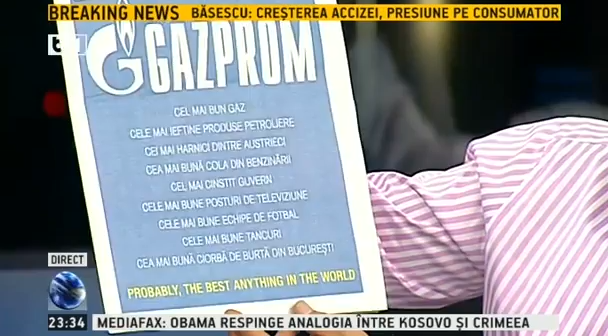 BREAKING NEWS BĂSESCU: CREȘTEREA ACCIZEI, PRESIUNE PE CONSUMATOR
GAZPROM
CEL MAI BUN GAZ
CELE MAI IEFTINE PRODUSE PETROLIERE
CEI MAI HARNICI DINTRE AUSTRIECI
CEA MAI BUNĂ COLA DIN BENZINĂRII
CEL MAI CINSTIT GUVERN
CELE MAI BUNE POSTURI DE TELEVIZIUNE
CELE MAI BUNE ECHIPE DE FOTBAL
CELE MAI BUNE TANCURI
CEA MAI BUNĂ CIORBĂ DE BURTĂ DIN BUCUREȘTI
PROBABLY, THE BEST ANYTHING IN THE WORLD
DIRECT
23:34 MEDIAFAX: OBAMA RESPINGE ANALOGIA ÎNTRE KOSOVO ȘI CRIMEEA